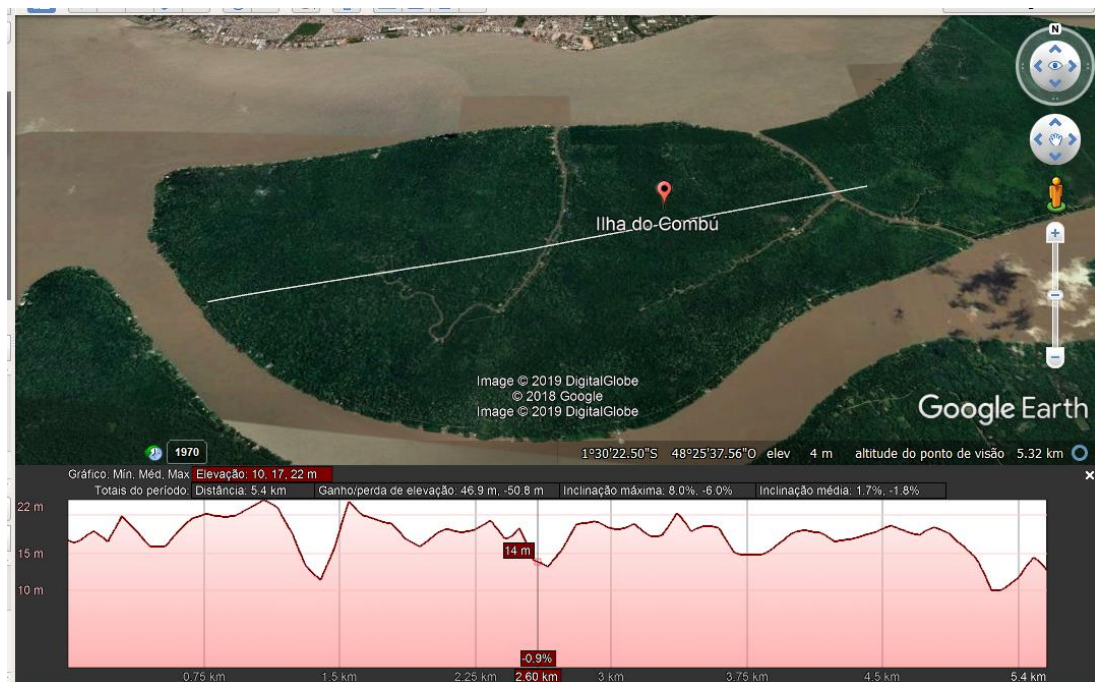 N
Ilha do Combú
Image © 2019 DigitalGlobe
© 2018 Google
Image © 2019 DigitalGlobe
Google Earth
1970
1°30'22.50"S 48°25'37.56"O elev 4 m altitude do ponto de visão 5.32 km
Gráfico: Mín, Méd, Max Elevação: 10, 17, 22 m
Totais do período: Distância: 5.4 km Ganho/perda de elevação: 46.9 m, -50.8 m Inclinação máxima: 8.0%, -6.0% Inclinação média: 1.7%, -1.8%
22 m
15 m
14 m
10 m
-0.9%
0.75 km 1.5 km 2.25 km 2.60 km 3 km 3.75 km 4.5 km 5.4 km